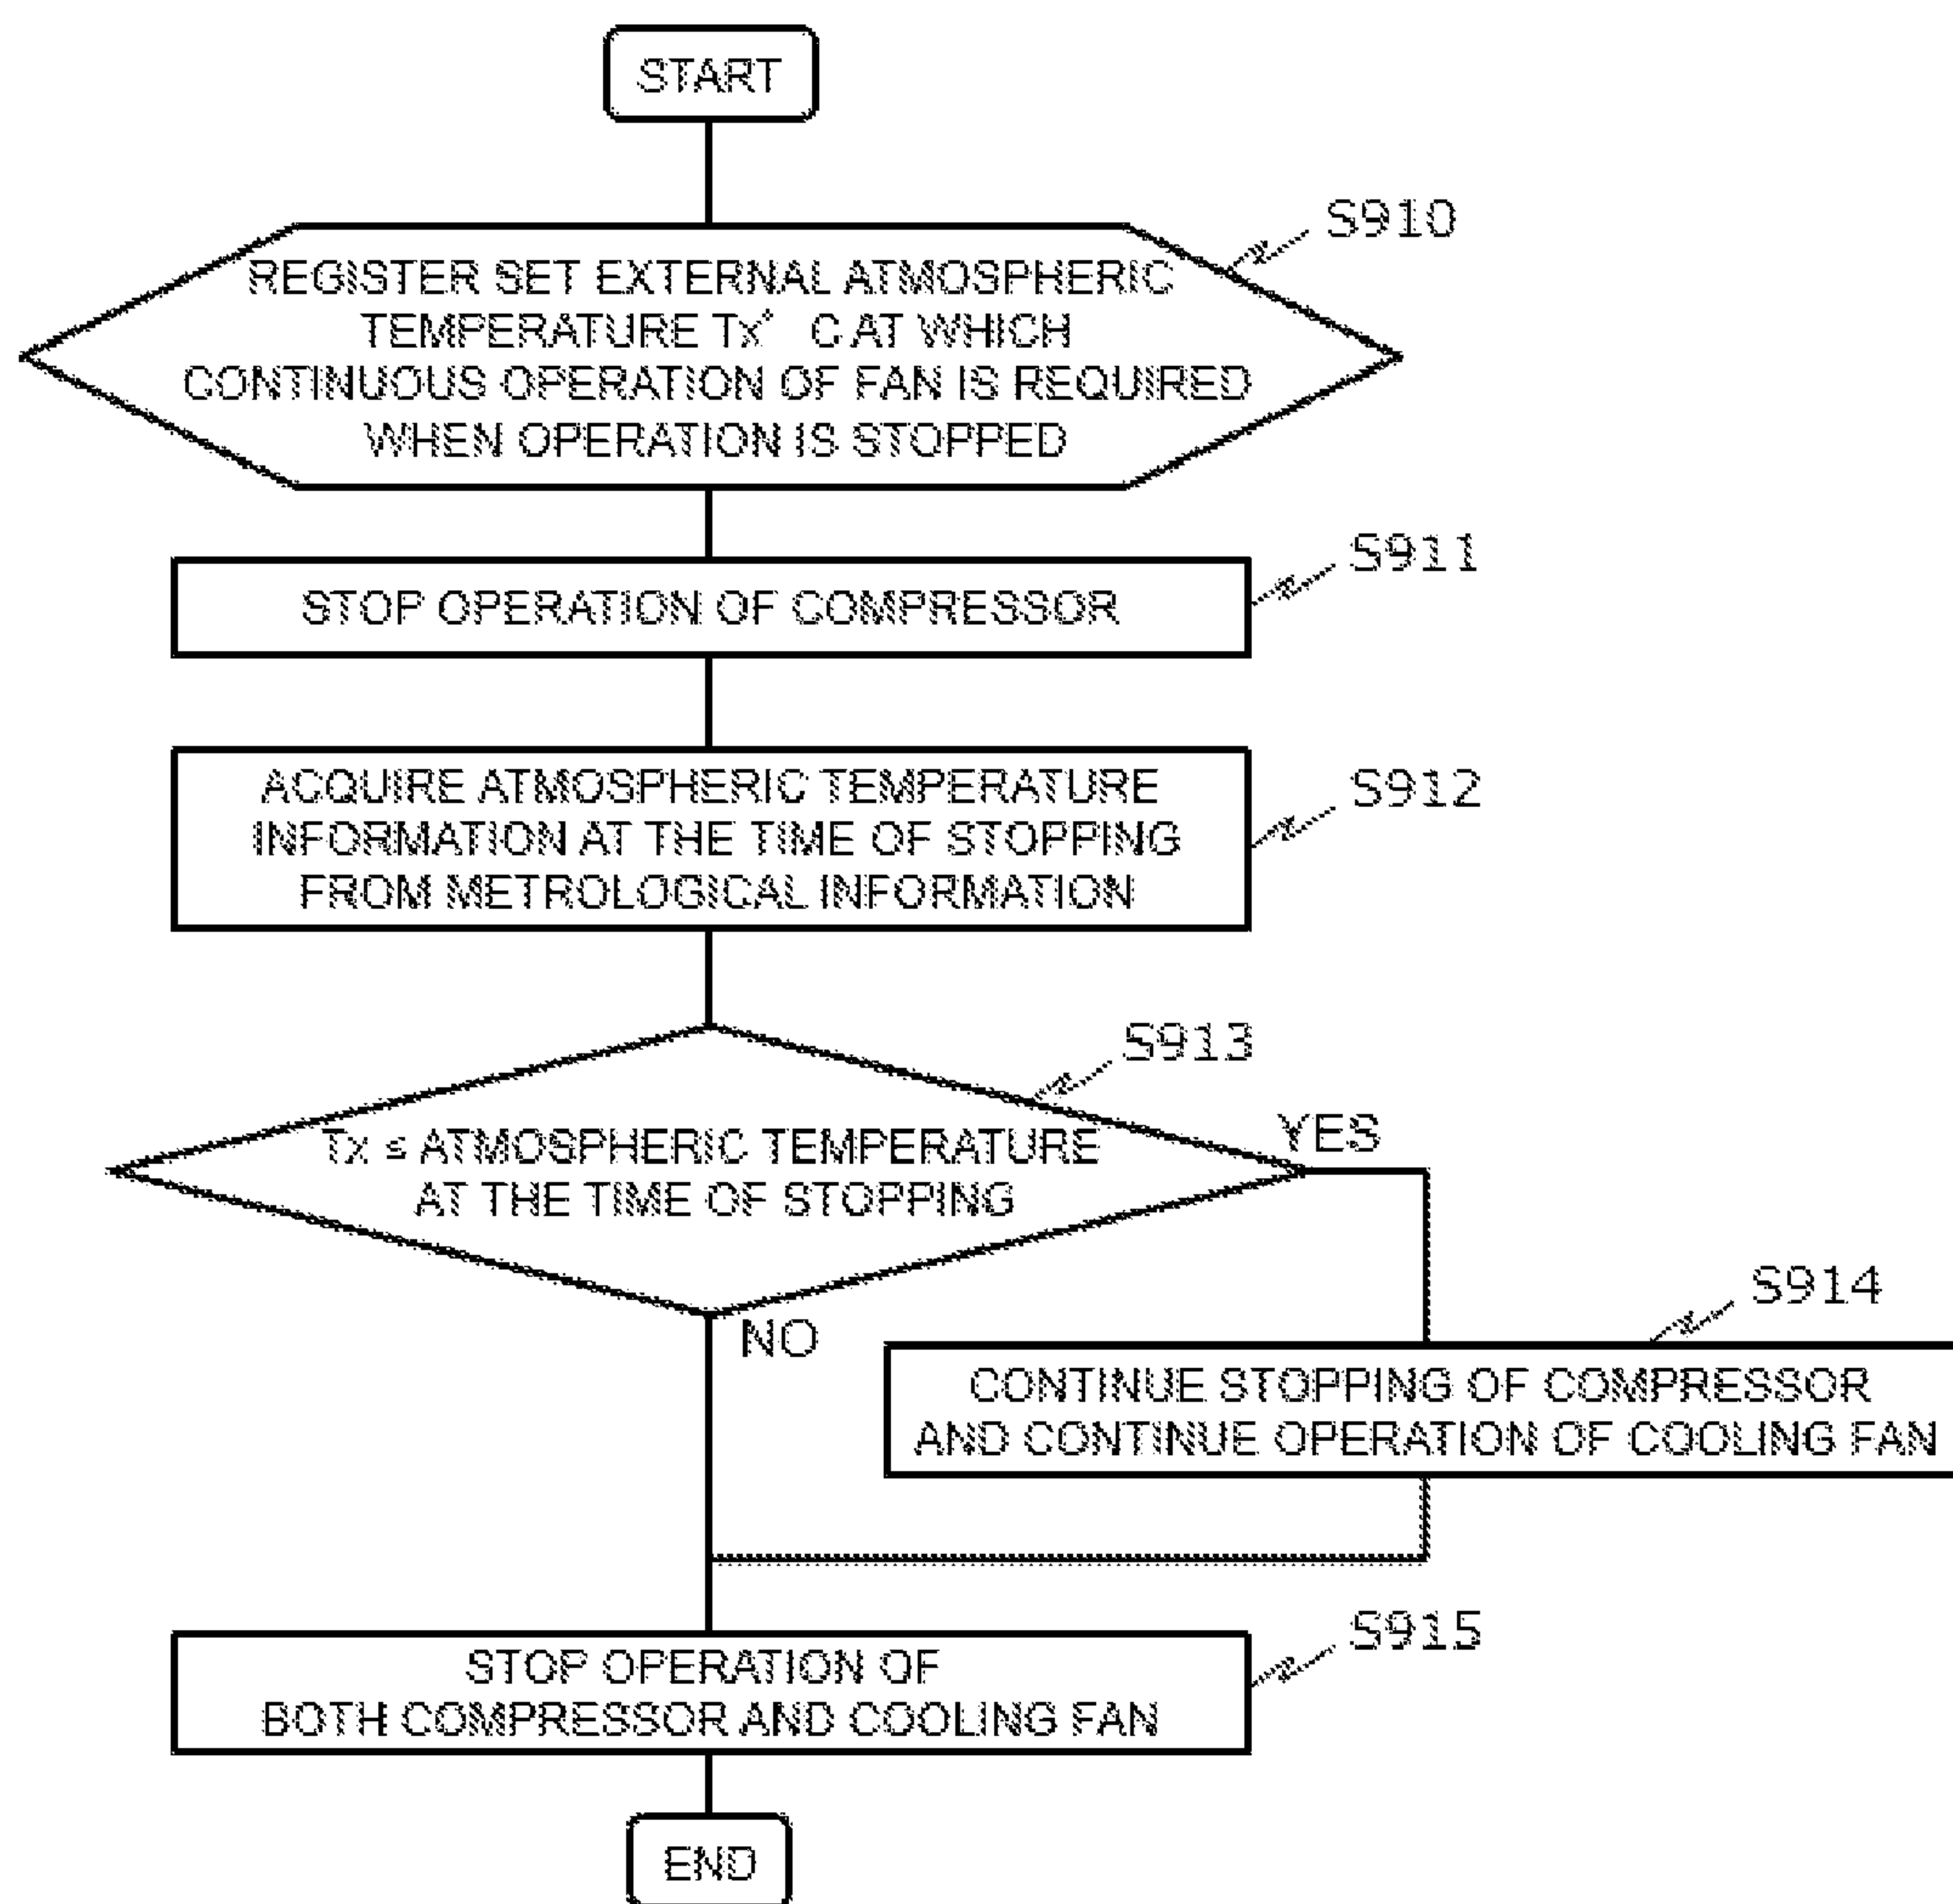 START
S910
REGISTER SET EXTERNAL ATMOSPHERIC
TEMPERATURE Tx° C AT WHICH
CONTINUOUS OPERATION OF FAN IS REQUIRED
WHEN OPERATION IS STOPPED
S911
STOP OPERATION OF COMPRESSOR
S912
ACQUIRE ATMOSPHERIC TEMPERATURE
INFORMATION AT THE TIME OF STOPPING
FROM METROLOGICAL INFORMATION
S913
Tx ≤ ATMOSPHERIC TEMPERATURE
AT THE TIME OF STOPPING
YES
NO
S914
CONTINUE STOPPING OF COMPRESSOR
AND CONTINUE OPERATION OF COOLING FAN
S915
STOP OPERATION OF
BOTH COMPRESSOR AND COOLING FAN
END